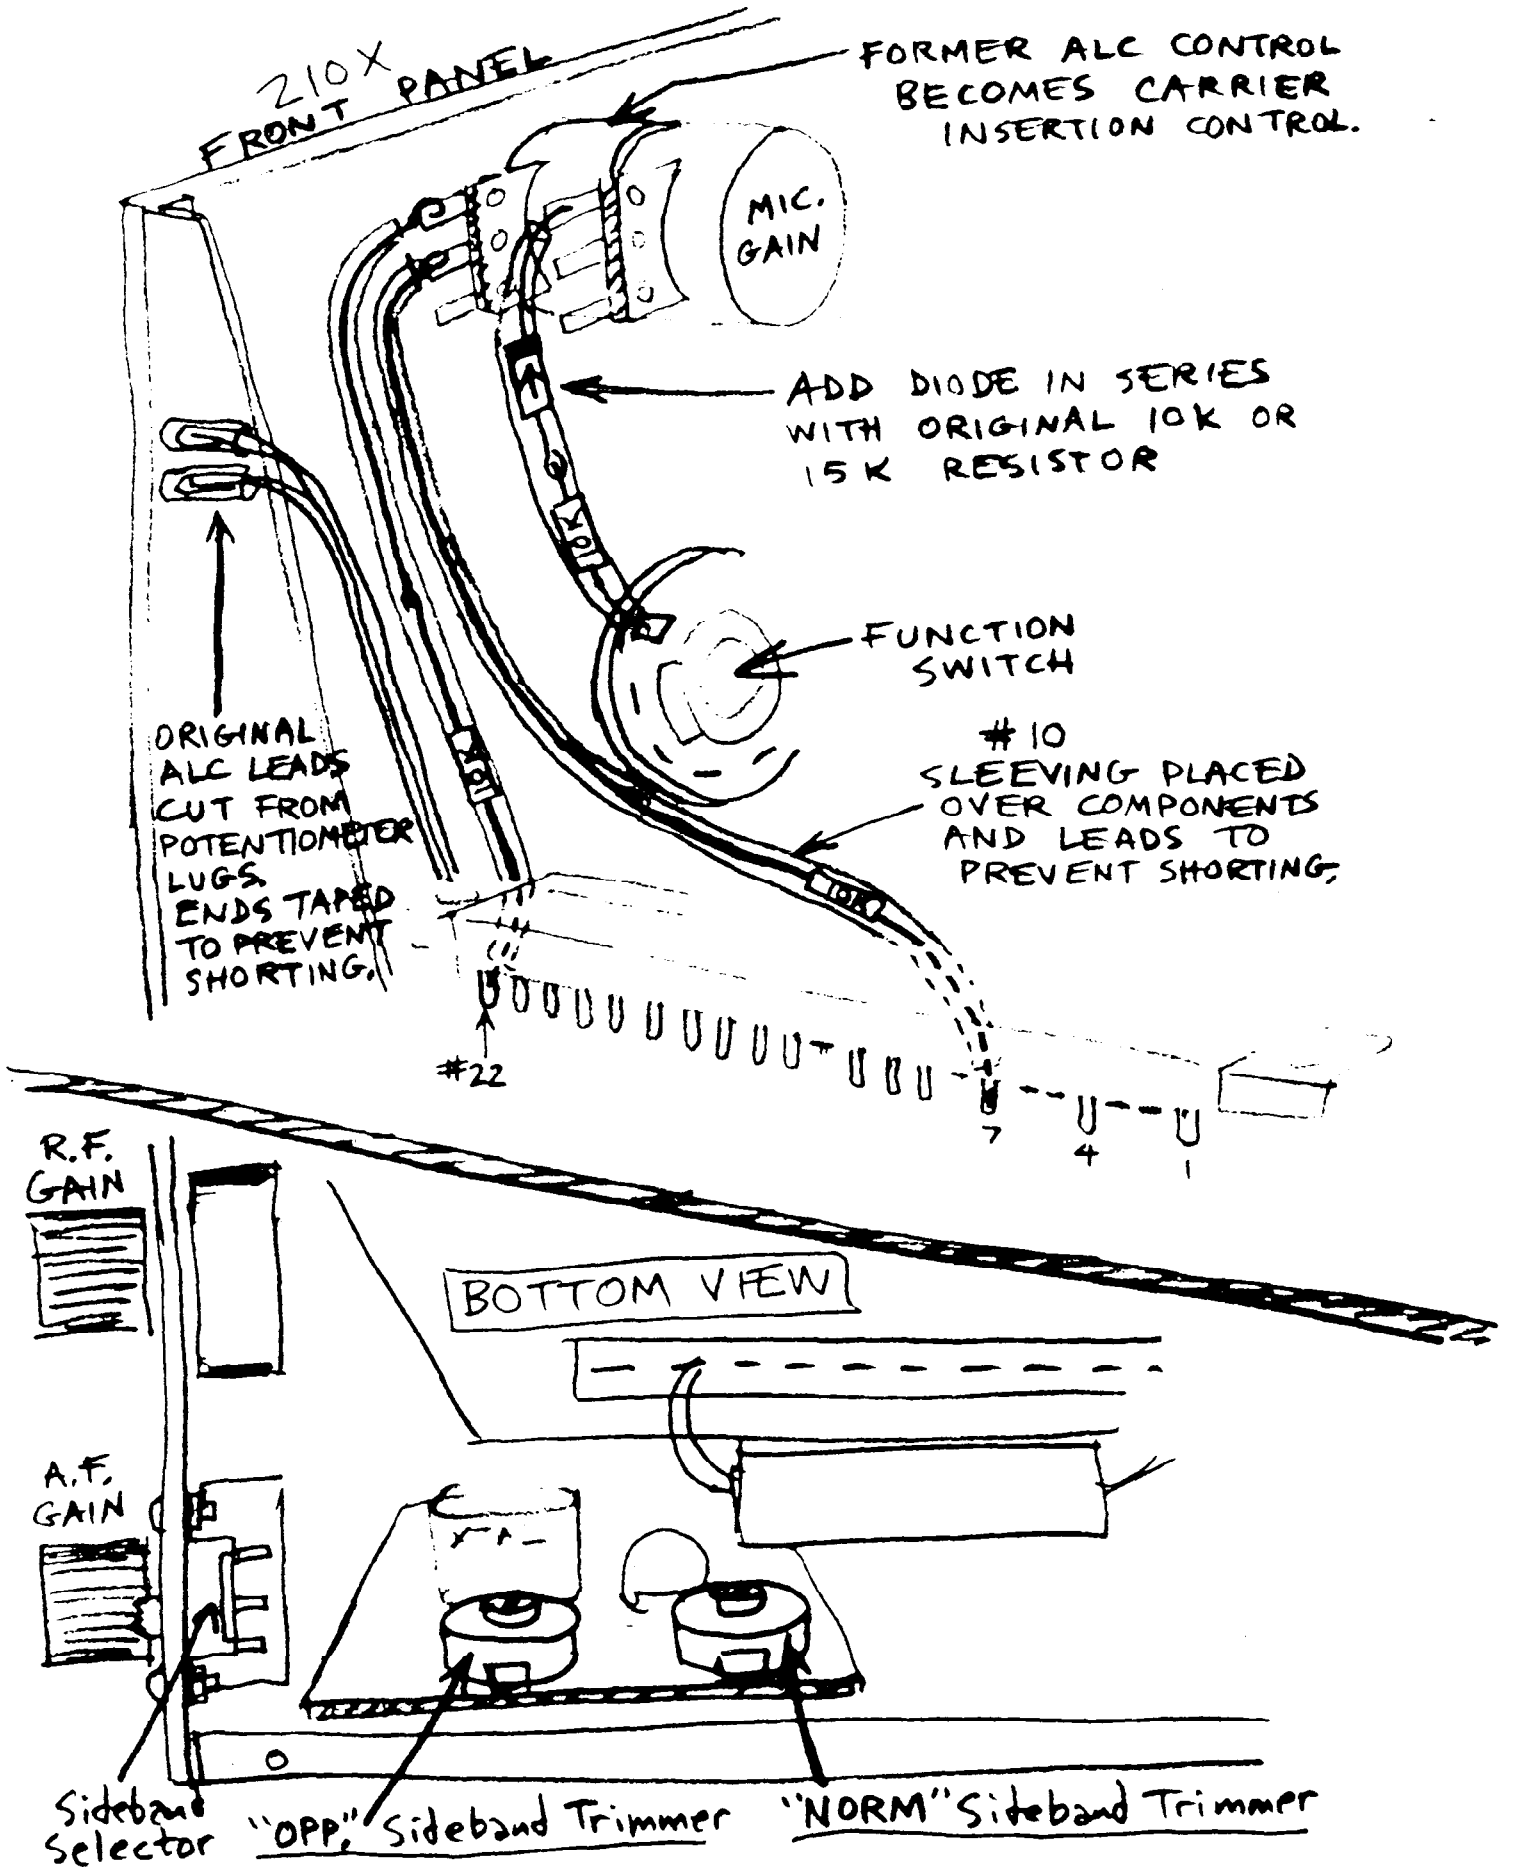 210X
FRONT PANEL
FORMER ALC CONTROL
BECOMES CARRIER
INSERTION CONTROL.
MIC.
GAIN
ADD DIODE IN SERIES
WITH ORIGINAL 10K OR
15K RESISTOR
10K
FUNCTION
SWITCH
ORIGINAL
ALC LEADS
CUT FROM
POTENTIOMETER
LUGS.
ENDS TAPED
TO PREVENT
SHORTING.
10K
#10
SLEEVING PLACED
OVER COMPONENTS
AND LEADS TO
PREVENT SHORTING.
10K
#22
7
4
1
R.F.
GAIN
BOTTOM VIEW
A.F.
GAIN
Sideband
Selector
"OPP." Sideband Trimmer
"NORM" Sideband Trimmer